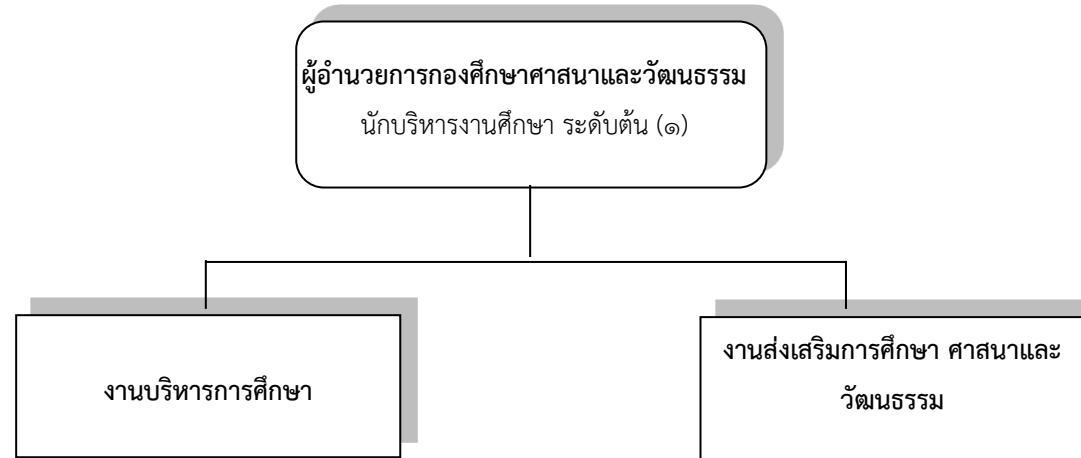 ผู้อำนวยการกองศึกษาศาสนาและวัฒนธรรม
นักบริหารงานศึกษา ระดับต้น (๑)
งานบริหารการศึกษา
งานส่งเสริมการศึกษา ศาสนาและ
วัฒนธรรม